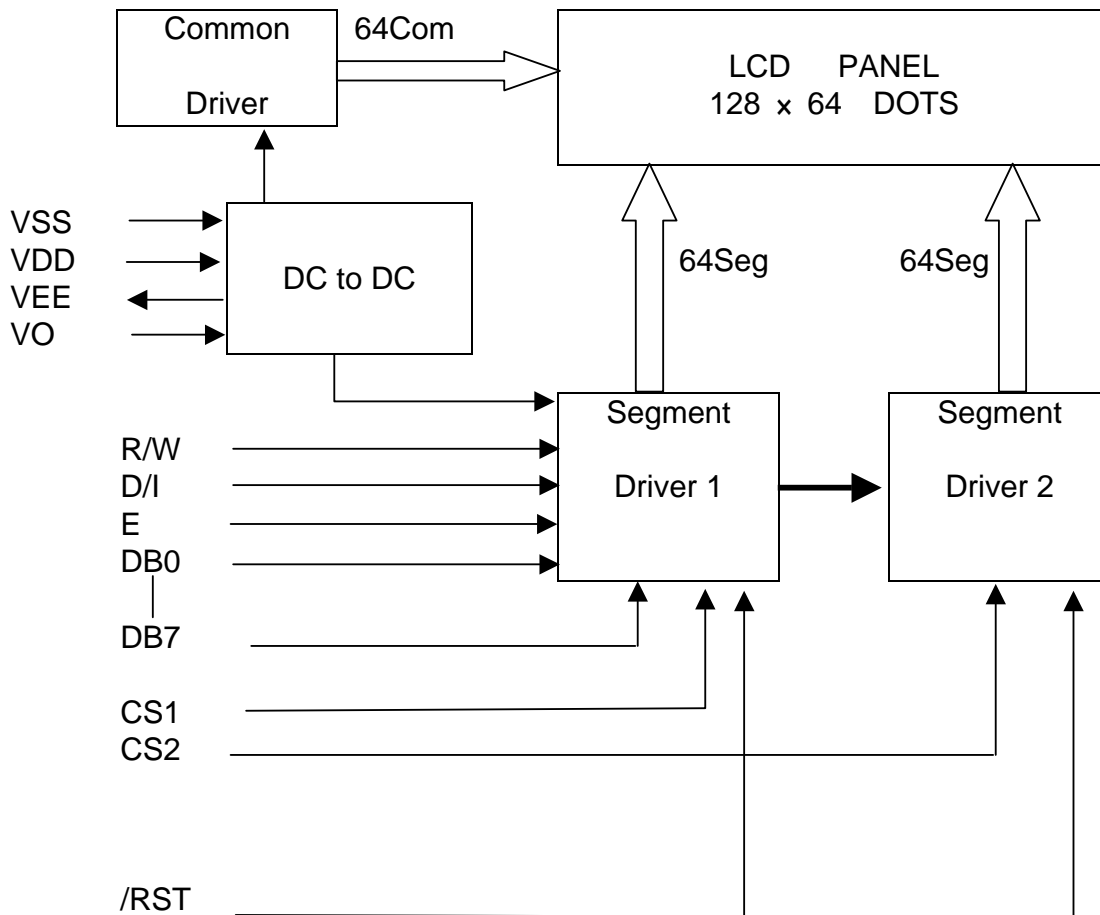 Common
Driver
64Com
LCD PANEL
128 x 64 DOTS
VSS
VDD
VEE
VO
DC to DC
64Seg
64Seg
Segment
Driver 1
Segment
Driver 2
R/W
D/I
E
DB0
DB7
CS1
CS2
/RST